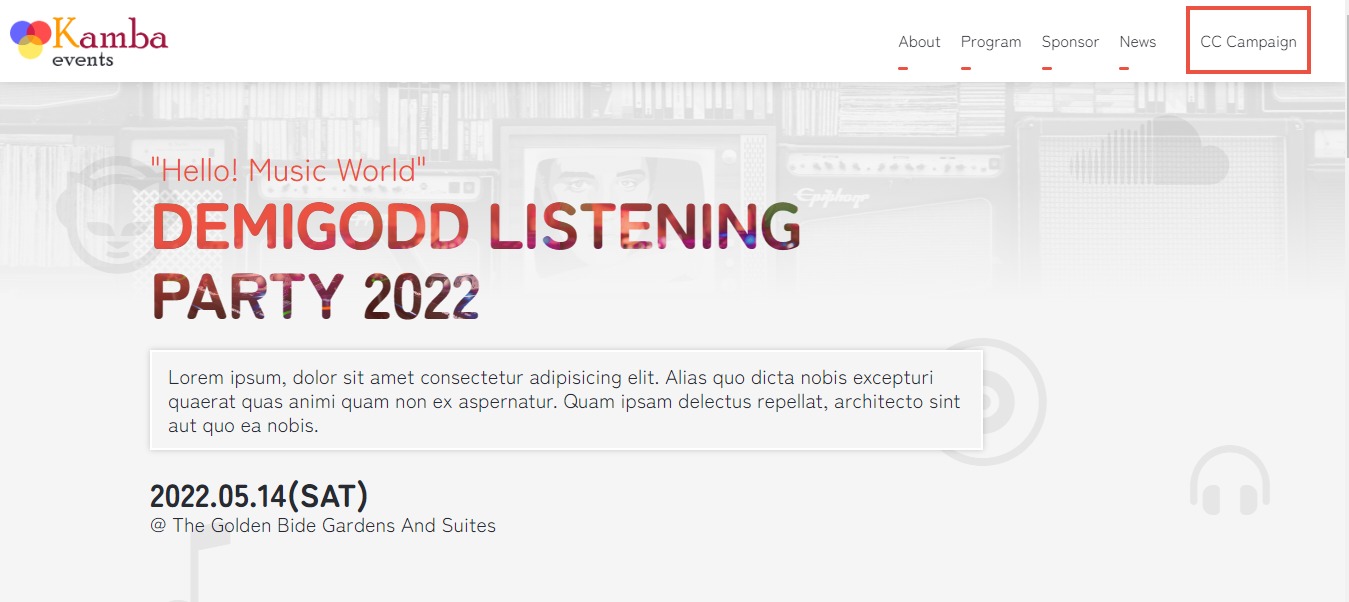 Kamba
events
About Program Sponsor News CC Campaign
Epiphone
"Hello! Music World"
DEMIGODD LISTENING
PARTY 2022
Lorem ipsum, dolor sit amet consectetur adipisicing elit. Alias quo dicta nobis excepturi
quaerat quas animi quam non ex aspernatur. Quam ipsam delectus repellat, architecto sint
aut quo ea nobis.
2022.05.14(SAT)
@ The Golden Bide Gardens And Suites